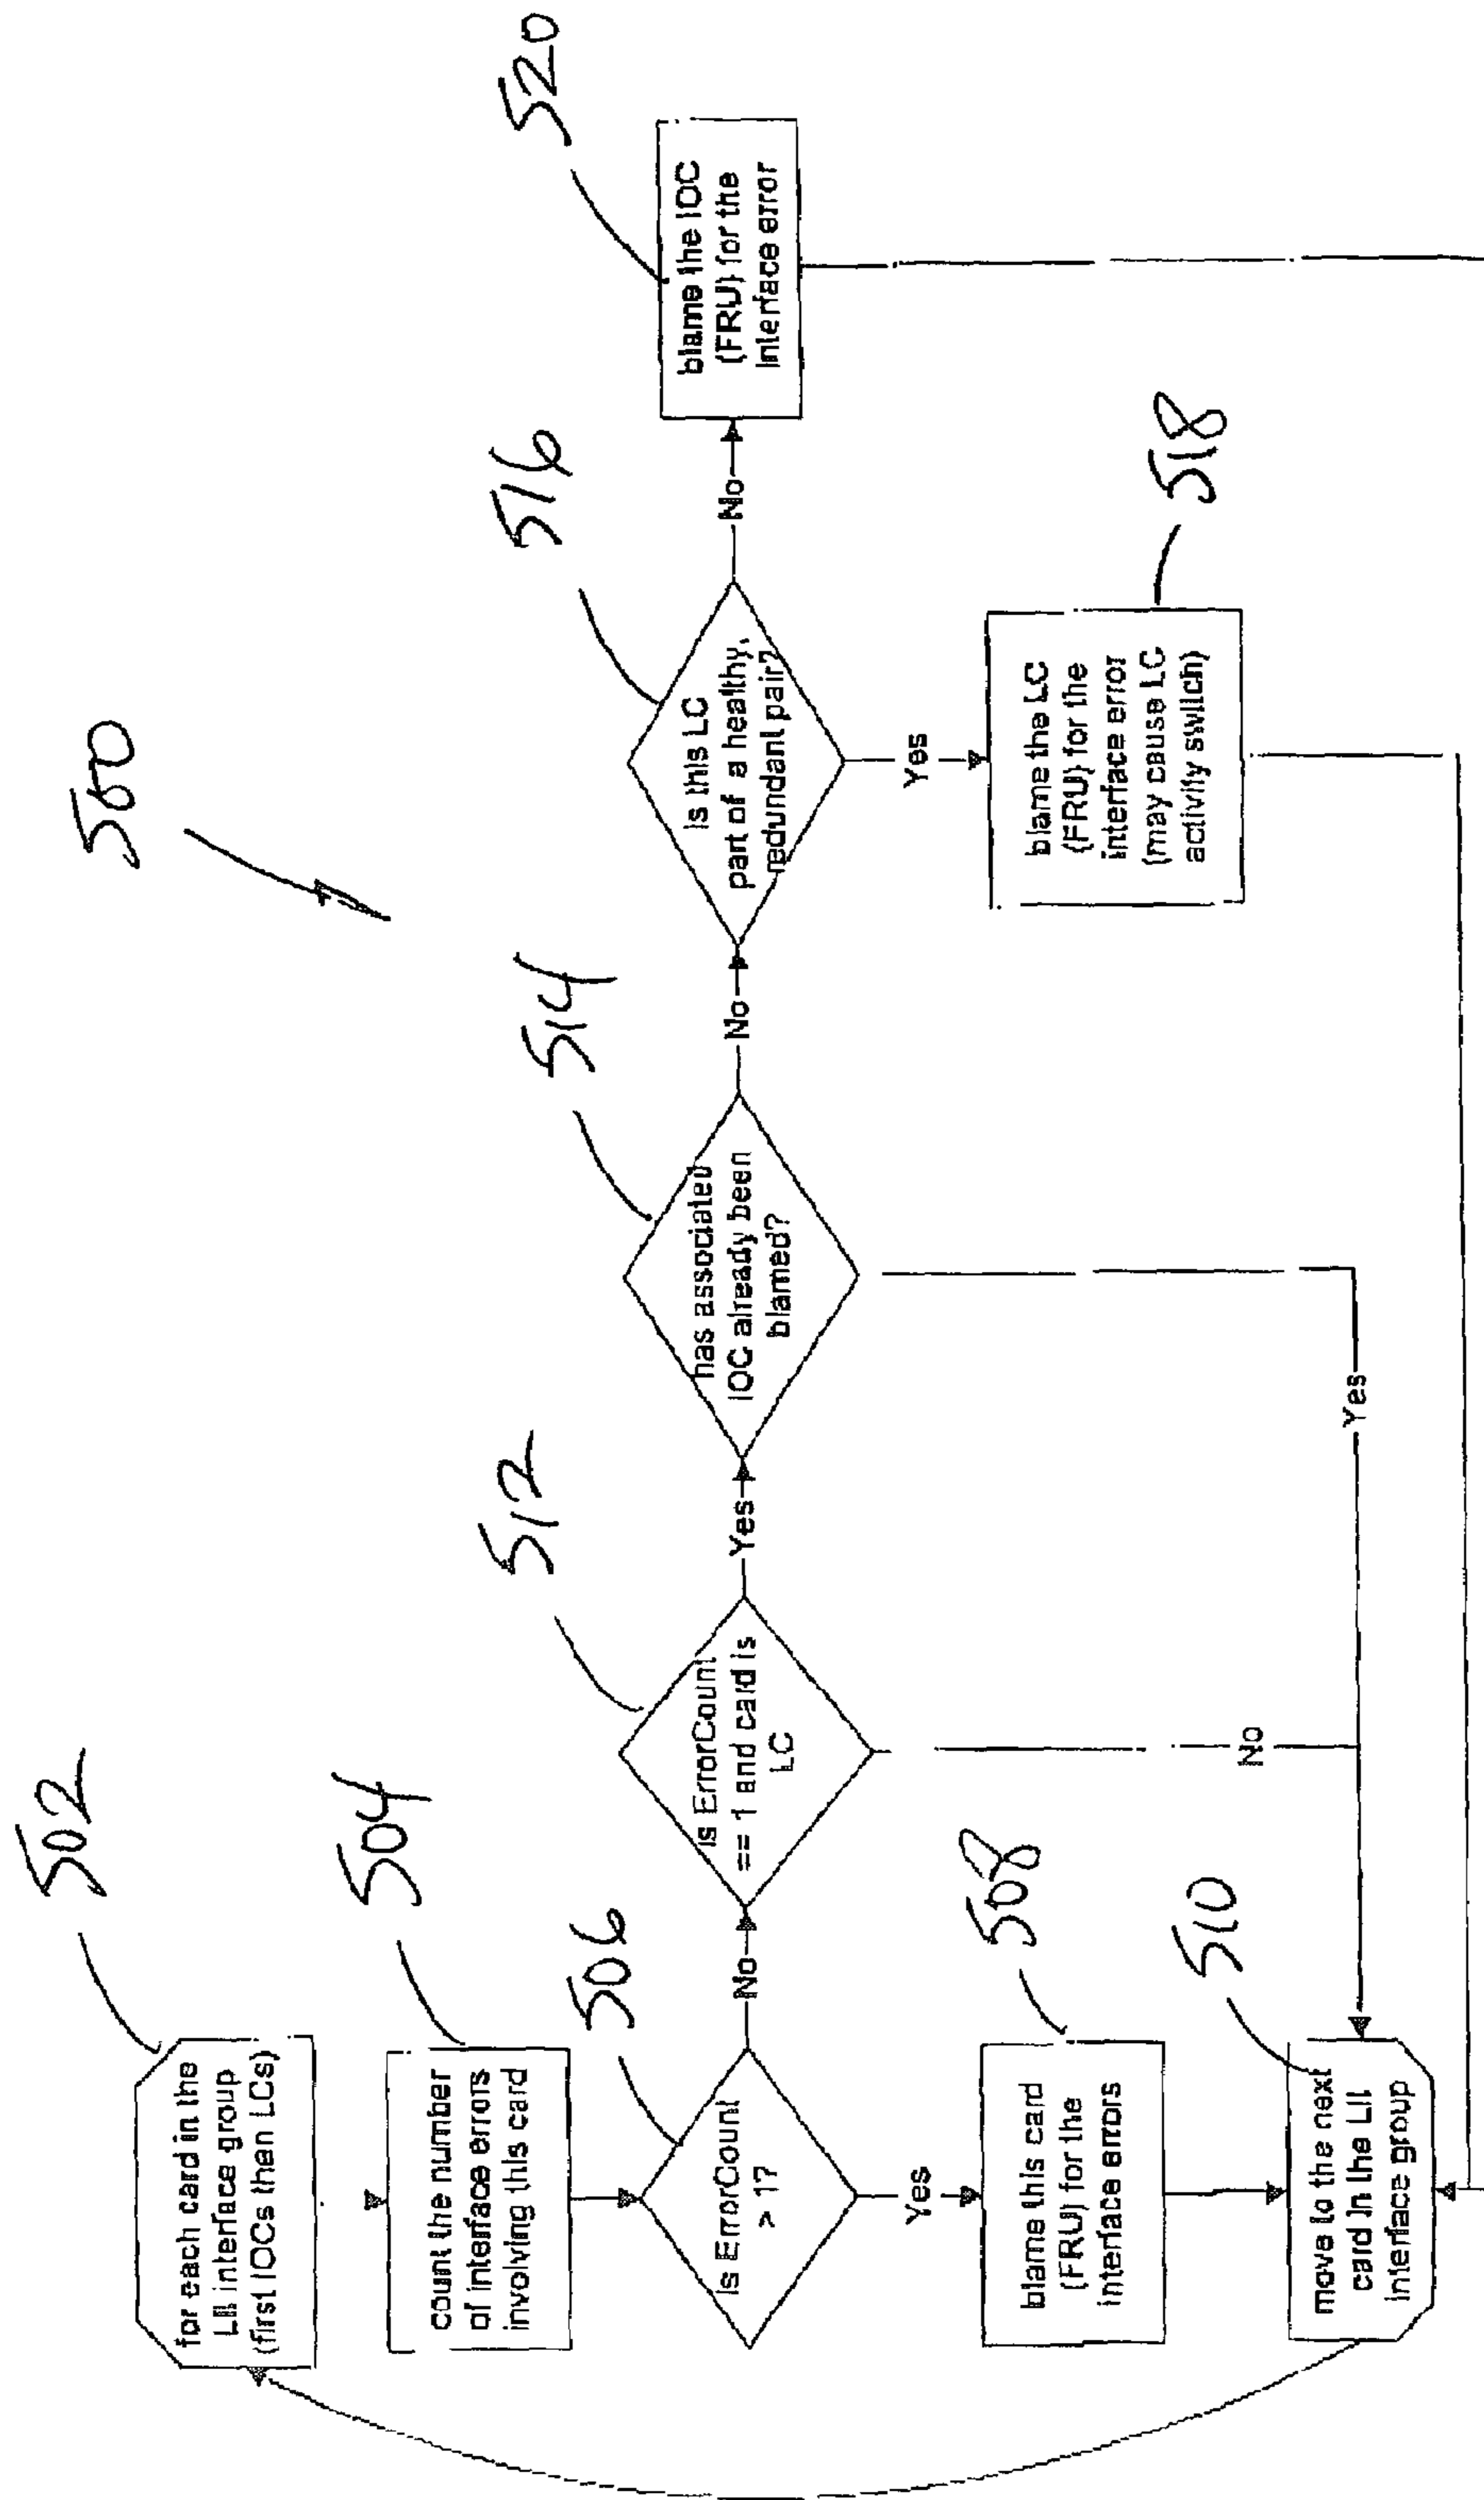 500
502
for each card in the
LII interface group
(first IOCs then LCs)
504
count the number
of interface errors
involving this card
506
is ErrorCount
> 1?
Yes
No
508
blame this card
(FRU) for the
interface errors
510
move to the next
card in the LII
interface group
512
is ErrorCount
== 1 and card is
LC
No
Yes
514
has associated
IOC already been
blamed?
Yes
No
516
is this LC
part of a healthy,
redundant pair?
Yes
No
518
blame the LC
(FRU) for the
interface error
(may cause LC
activity switch)
520
blame the IOC
(FRU) for the
interface error